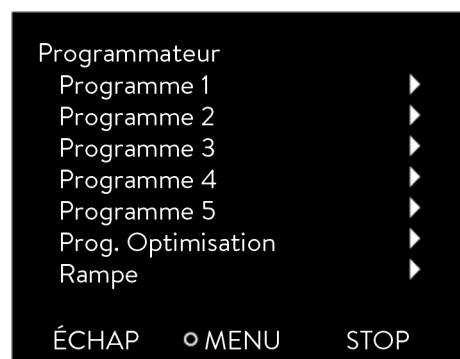 Programmateur
Programme 1
Programme 2
Programme 3
Programme 4
Programme 5
Prog. Optimisation
Rampe
ÉCHAP MENU STOP